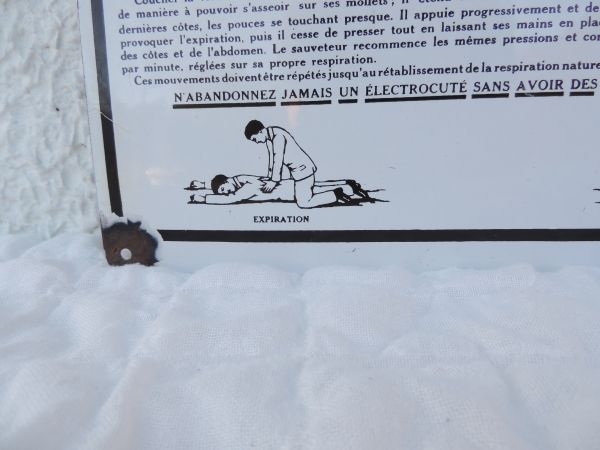 de manière à pouvoir s'asseoir sur ses mollets, il
dernières côtes, les pouces se touchant presque. Il appuie progressivement et de
provoquer l'expiration, puis il cesse de presser tout en laissant ses mains en plac
des côtes et de l'abdomen. Le sauveteur recommence les mêmes pressions et con
par minute, réglées sur sa propre respiration.
Ces mouvements doivent être répétés jusqu'au rétablissement de la respiration nature
N'ABANDONNEZ JAMAIS UN ÉLECTROCUTÉ SANS AVOIR DES
EXPIRATION